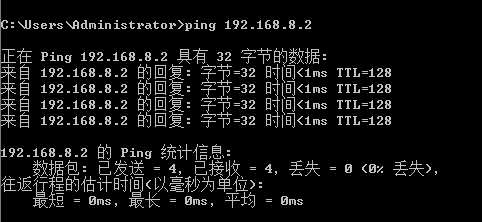 C:\Users\Administrator>ping 192.168.8.2
正在 Ping 192.168.8.2 具有 32 字节的数据:
来自 192.168.8.2 的回复: 字节=32 时间<1ms TTL=128
来自 192.168.8.2 的回复: 字节=32 时间<1ms TTL=128
来自 192.168.8.2 的回复: 字节=32 时间<1ms TTL=128
来自 192.168.8.2 的回复: 字节=32 时间<1ms TTL=128
192.168.8.2 的 Ping 统计信息:
数据包: 已发送 = 4, 已接收 = 4, 丢失 = 0 (0% 丢失),
往返行程的估计时间(以毫秒为单位):
最短 = 0ms, 最长 = 0ms, 平均 = 0ms